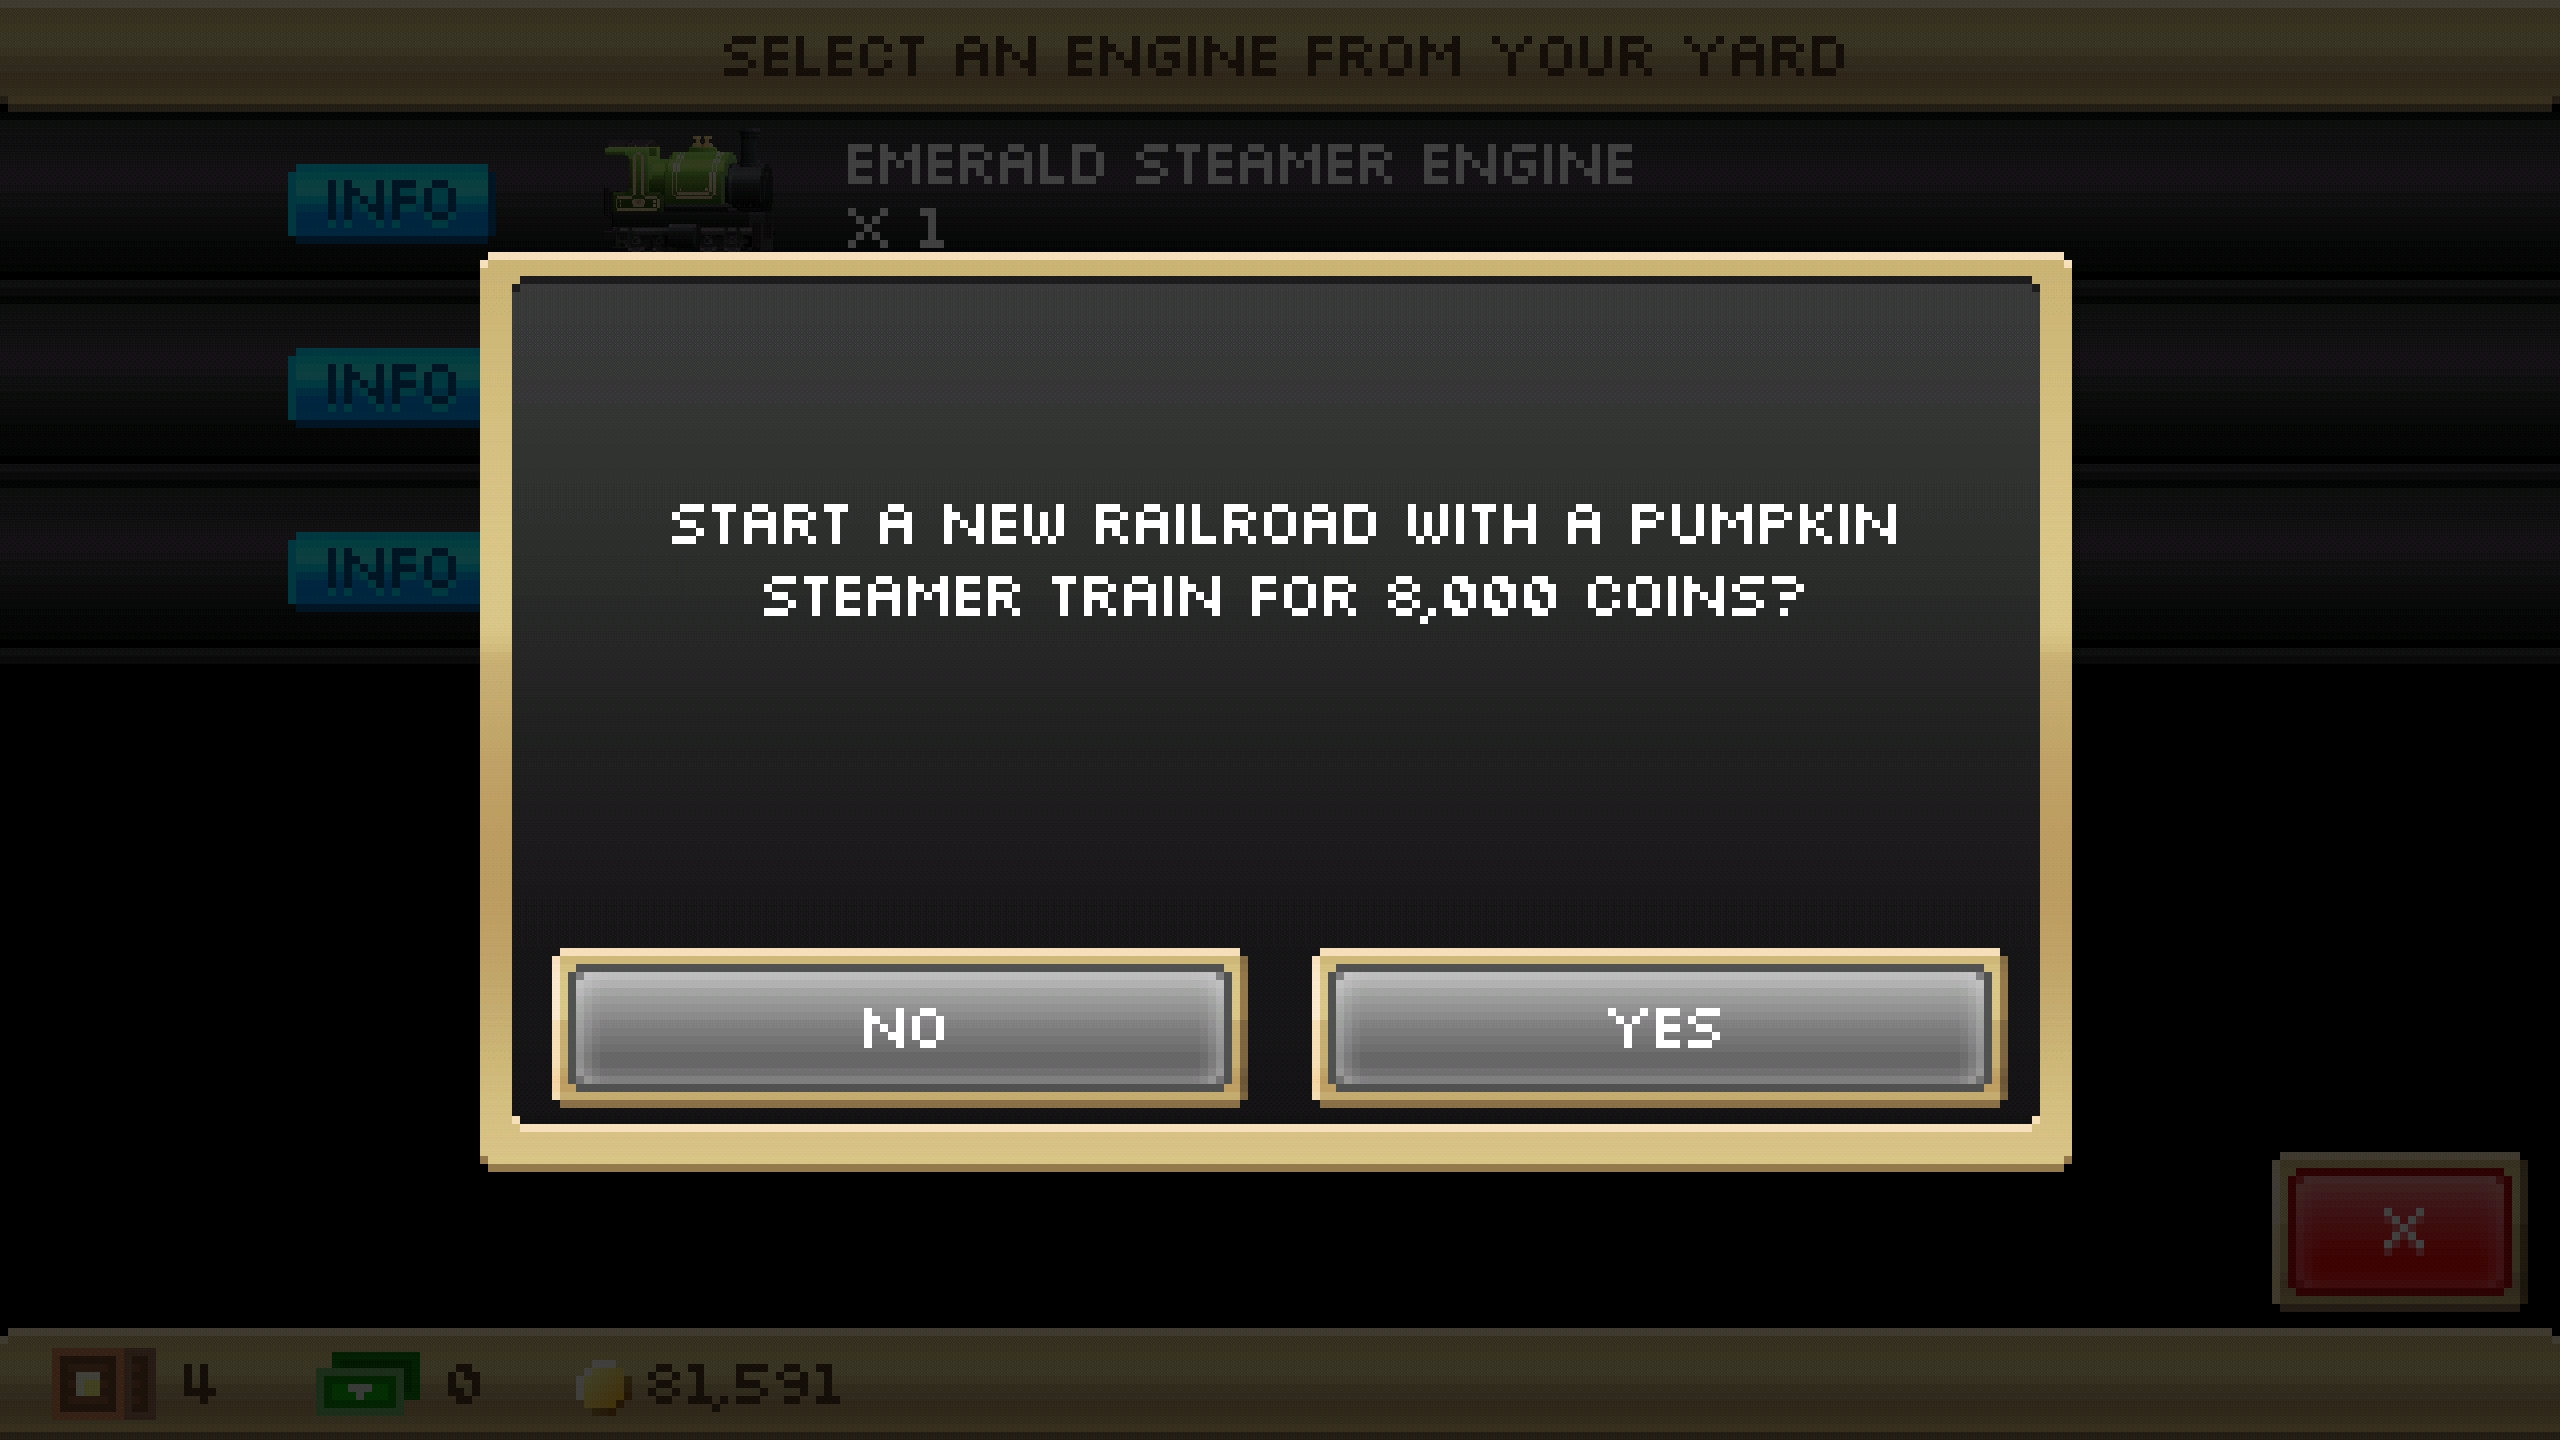 SELECT AN ENGINE FROM YOUR YARD
INFO
EMERALD STEAMER ENGINE
X 1
INFO
INFO
START A NEW RAILROAD WITH A PUMPKIN
STEAMER TRAIN FOR 8,000 COINS?
NO
YES
X
4
0
81,591